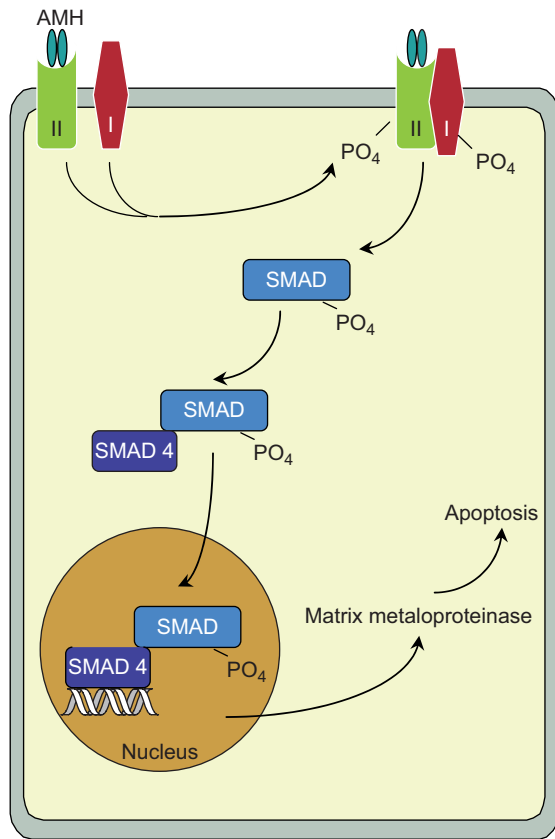 AMH
II
I
II
I
PO4
PO4
SMAD
PO4
SMAD
SMAD 4
PO4
Apoptosis
Matrix metaloproteinase
SMAD
SMAD 4
PO4
Nucleus